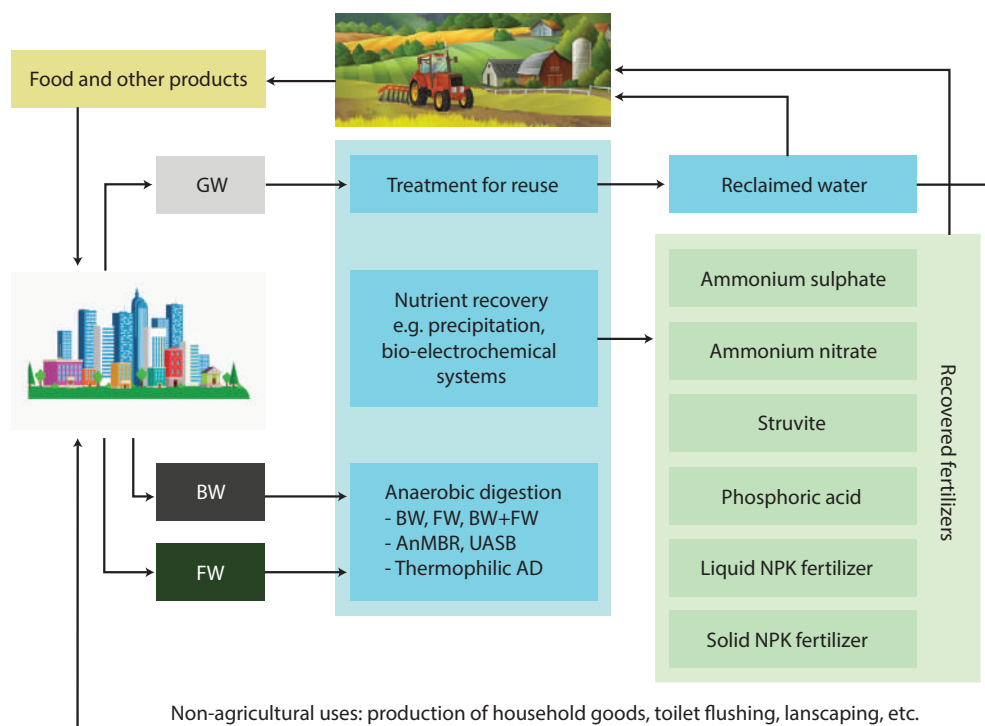 Food and other products
GW
Treatment for reuse
Reclaimed water
Nutrient recovery
e.g. precipitation,
bio-electrochemical
systems
Ammonium sulphate
Ammonium nitrate
Struvite
Phosphoric acid
Liquid NPK fertilizer
Solid NPK fertilizer
Recovered fertilizers
BW
FW
Anaerobic digestion
- BW, FW, BW+FW
- AnMBR, UASB
- Thermophilic AD
Non-agricultural uses: production of household goods, toilet flushing, lanscaping, etc.